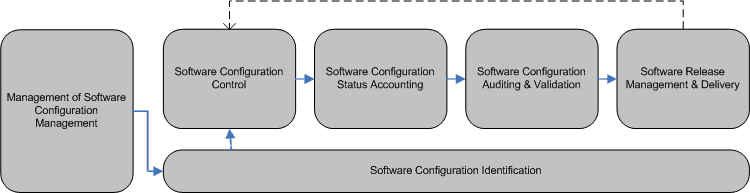 Management of Software
Configuration
Management
Software Configuration
Control
Software Configuration
Status Accounting
Software Configuration
Auditing & Validation
Software Release
Management & Delivery
Software Configuration Identification